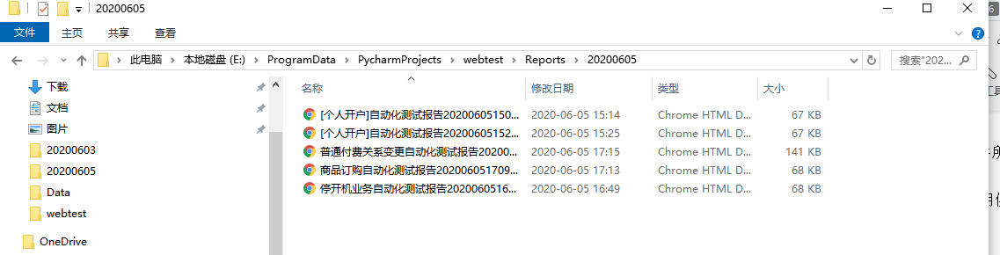 20200605
文件 主页 共享 查看
此电脑 本地磁盘 (E:) ProgramData PycharmProjects webtest Reports 20200605 搜索"202...
下载
文档
图片
20200603
20200605
Data
webtest
OneDrive
名称 修改日期 类型 大小
[个人开户]自动化测试报告20200605150... 2020-06-05 15:14 Chrome HTML D... 67 KB
[个人开户]自动化测试报告20200605152... 2020-06-05 15:25 Chrome HTML D... 67 KB
普通付费关系变更自动化测试报告20200... 2020-06-05 17:15 Chrome HTML D... 141 KB
商品订购自动化测试报告202006051709... 2020-06-05 17:13 Chrome HTML D... 68 KB
停开机业务自动化测试报告2020060516... 2020-06-05 16:49 Chrome HTML D... 68 KB